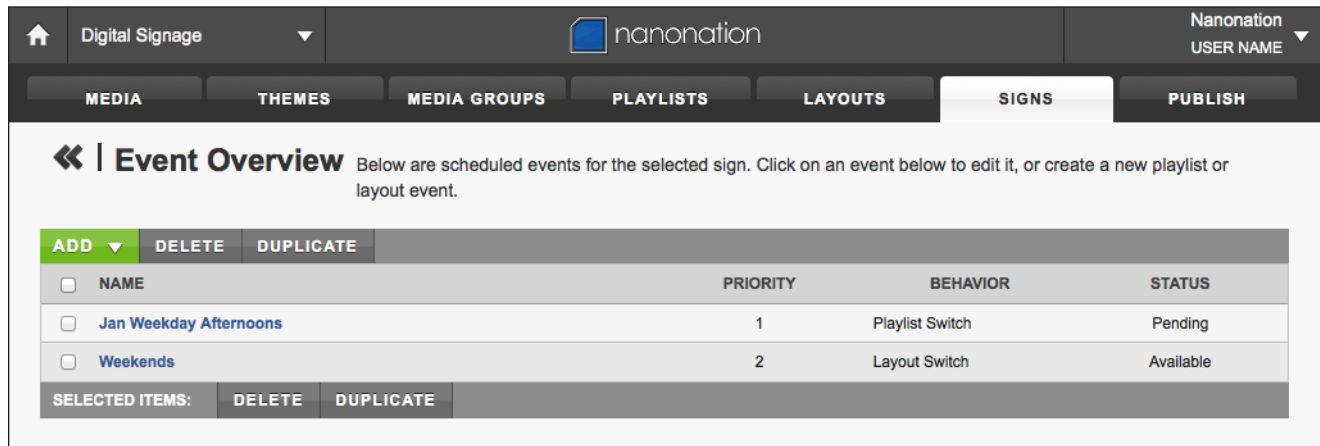 Digital Signage
nanonation
Nanonation
USER NAME
MEDIA THEMES MEDIA GROUPS PLAYLISTS LAYOUTS SIGNS PUBLISH
Event Overview Below are scheduled events for the selected sign. Click on an event below to edit it, or create a new playlist or
layout event.
ADD DELETE DUPLICATE
NAME PRIORITY BEHAVIOR STATUS
Jan Weekday Afternoons 1 Playlist Switch Pending
Weekends 2 Layout Switch Available
SELECTED ITEMS: DELETE DUPLICATE